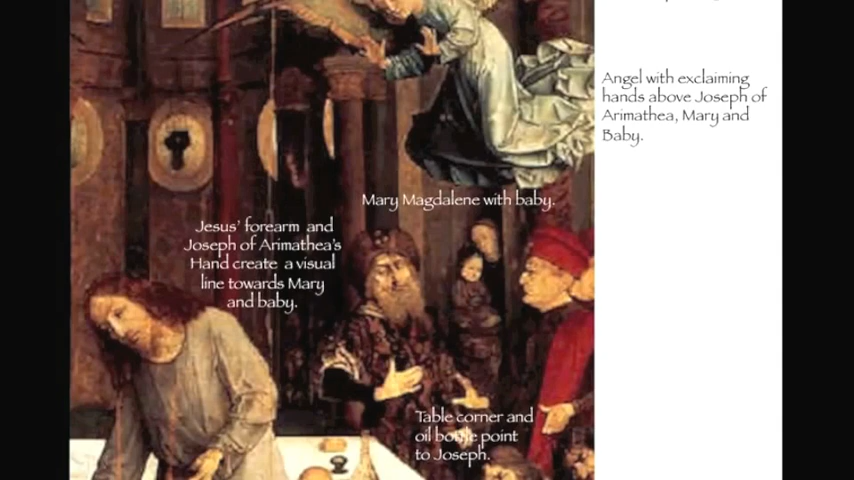 Angel with exclaiming
hands above Joseph of
Arimathea, Mary and
Baby.
Mary Magdalene with baby.
Jesus' forearm and
Joseph of Arimathea's
Hand create a visual
line towards Mary
and baby.
Table corner and
oil bottle point
to Joseph.